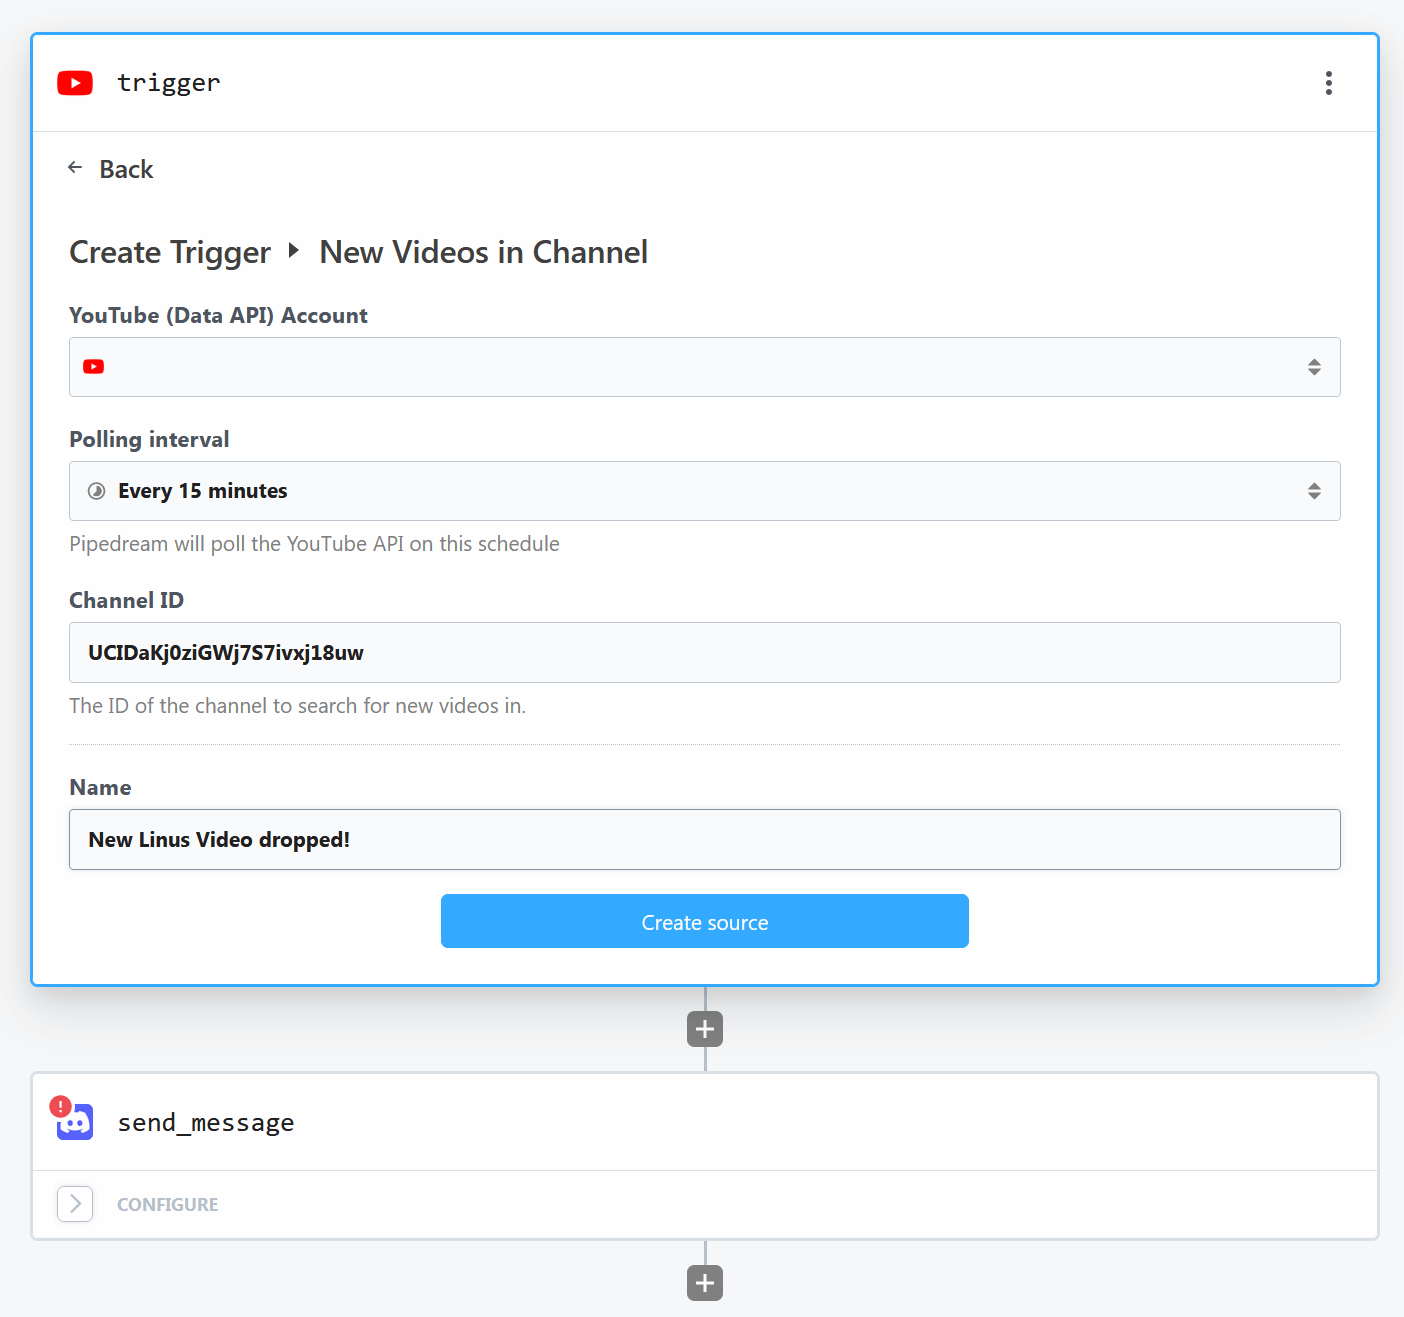 trigger
Back
Create Trigger New Videos in Channel
YouTube (Data API) Account
Polling interval
Every 15 minutes
Pipedream will poll the YouTube API on this schedule
Channel ID
UCIDaKj0ziGWj7S7ivxj18uw
The ID of the channel to search for new videos in.
Name
New Linus Video dropped!
Create source
send_message
CONFIGURE